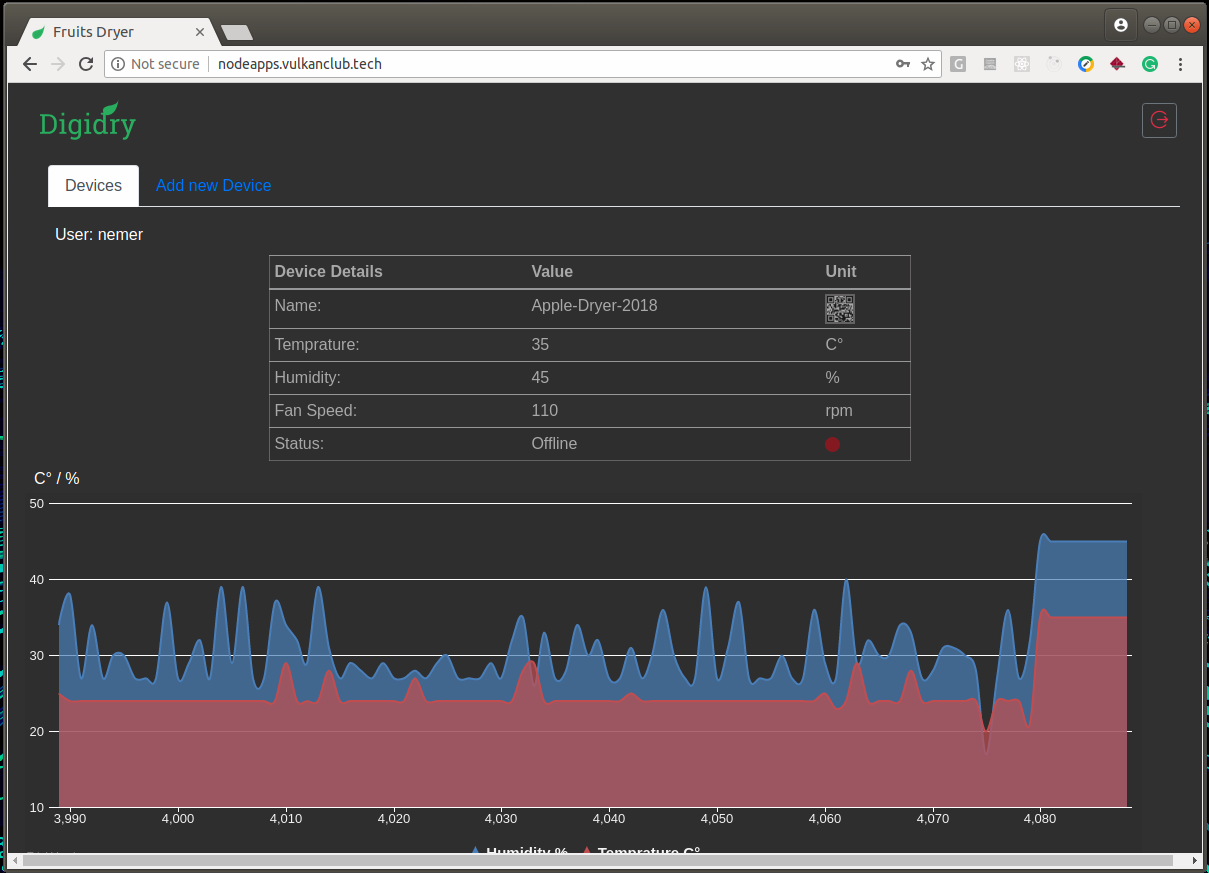 Fruits Dryer
Not secure nodeapps.vulkanclub.tech
Digidry
Devices Add new Device
User: nemer
Device Details Value Unit
Name: Apple-Dryer-2018
Temprature: 35 C°
Humidity: 45 %
Fan Speed: 110 rpm
Status: Offline
C° / %
50
40
30
20
10
3,990 4,000 4,010 4,020 4,030 4,040 4,050 4,060 4,070 4,080
Humidity % Temprature C°